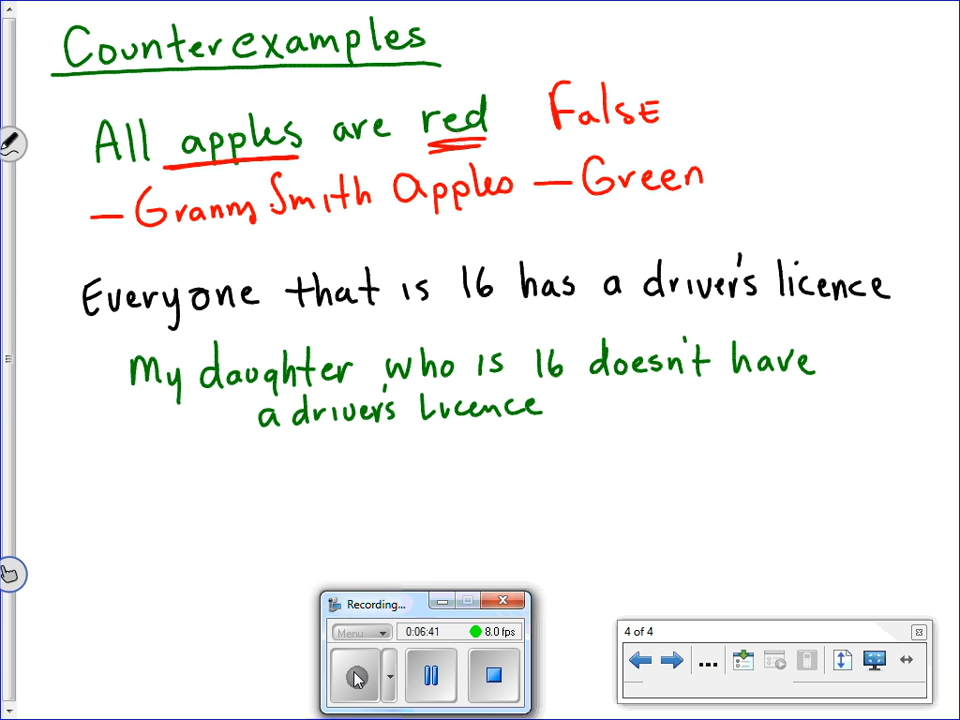 Counterexamples
All apples are red False
– Granny Smith Apples – Green
Everyone that is 16 has a driver's licence
My daughter who is 16 doesn't have
a driver's licence
Recording...
Menu
0:06:41
8.0 fps
4 of 4